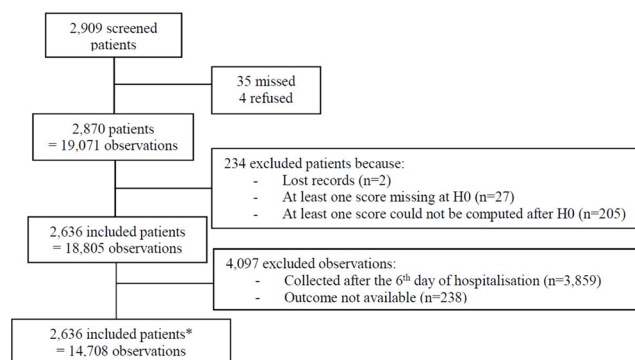 2,909 screened
patients
35 missed
4 refused
2,870 patients
= 19,071 observations
234 excluded patients because:
- Lost records (n=2)
- At least one score missing at H0 (n=27)
- At least one score could not be computed after H0 (n=205)
2,636 included patients
= 18,805 observations
4,097 excluded observations:
- Collected after the 6th day of hospitalisation (n=3,859)
- Outcome not available (n=238)
2,636 included patients*
= 14,708 observations